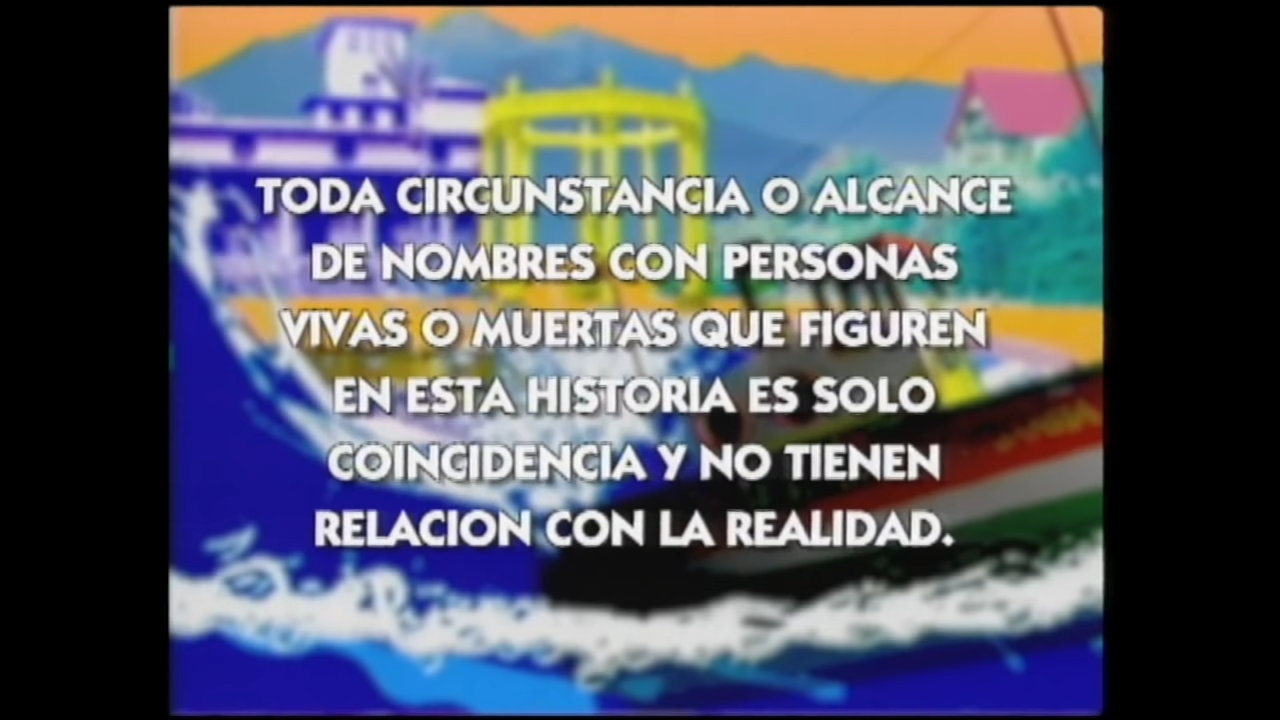 TODA CIRCUNSTANCIA O ALCANCE
DE NOMBRES CON PERSONAS
VIVAS O MUERTAS QUE FIGUREN
EN ESTA HISTORIA ES SOLO
COINCIDENCIA Y NO TIENEN
RELACION CON LA REALIDAD.